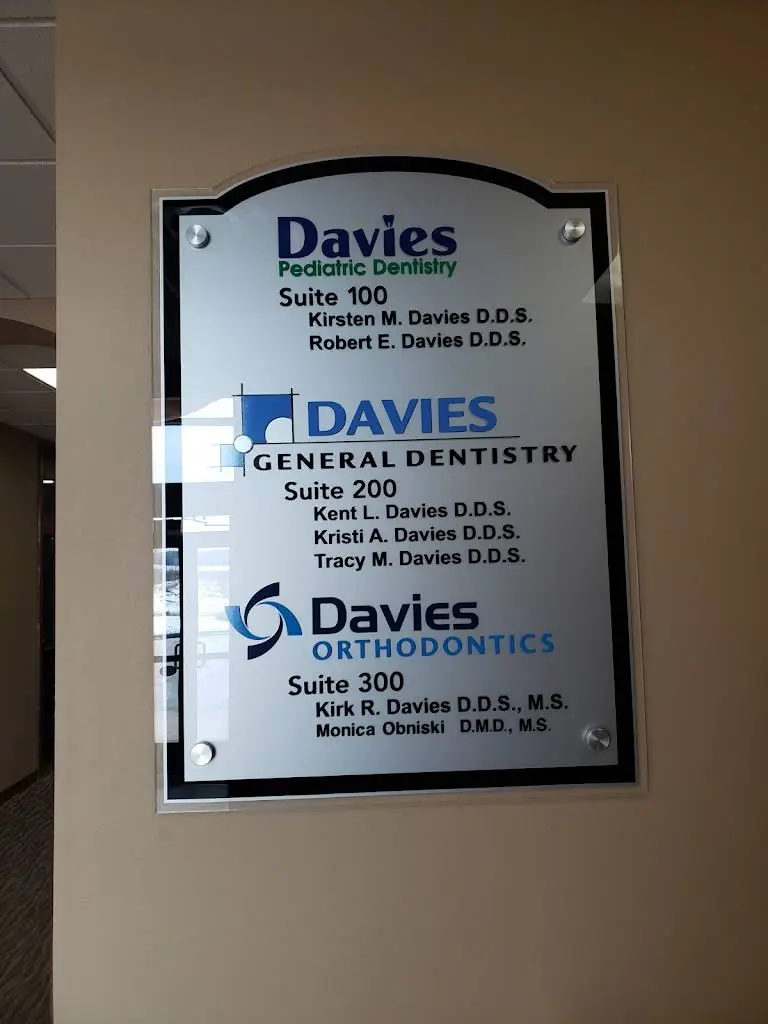 Davies
Pediatric Dentistry
Suite 100
Kirsten M. Davies D.D.S.
Robert E. Davies D.D.S.
DAVIES
GENERAL DENTISTRY
Suite 200
Kent L. Davies D.D.S.
Kristi A. Davies D.D.S.
Tracy M. Davies D.D.S.
Davies
ORTHODONTICS
Suite 300
Kirk R. Davies D.D.S., M.S.
Monica Obniski D.M.D., M.S.